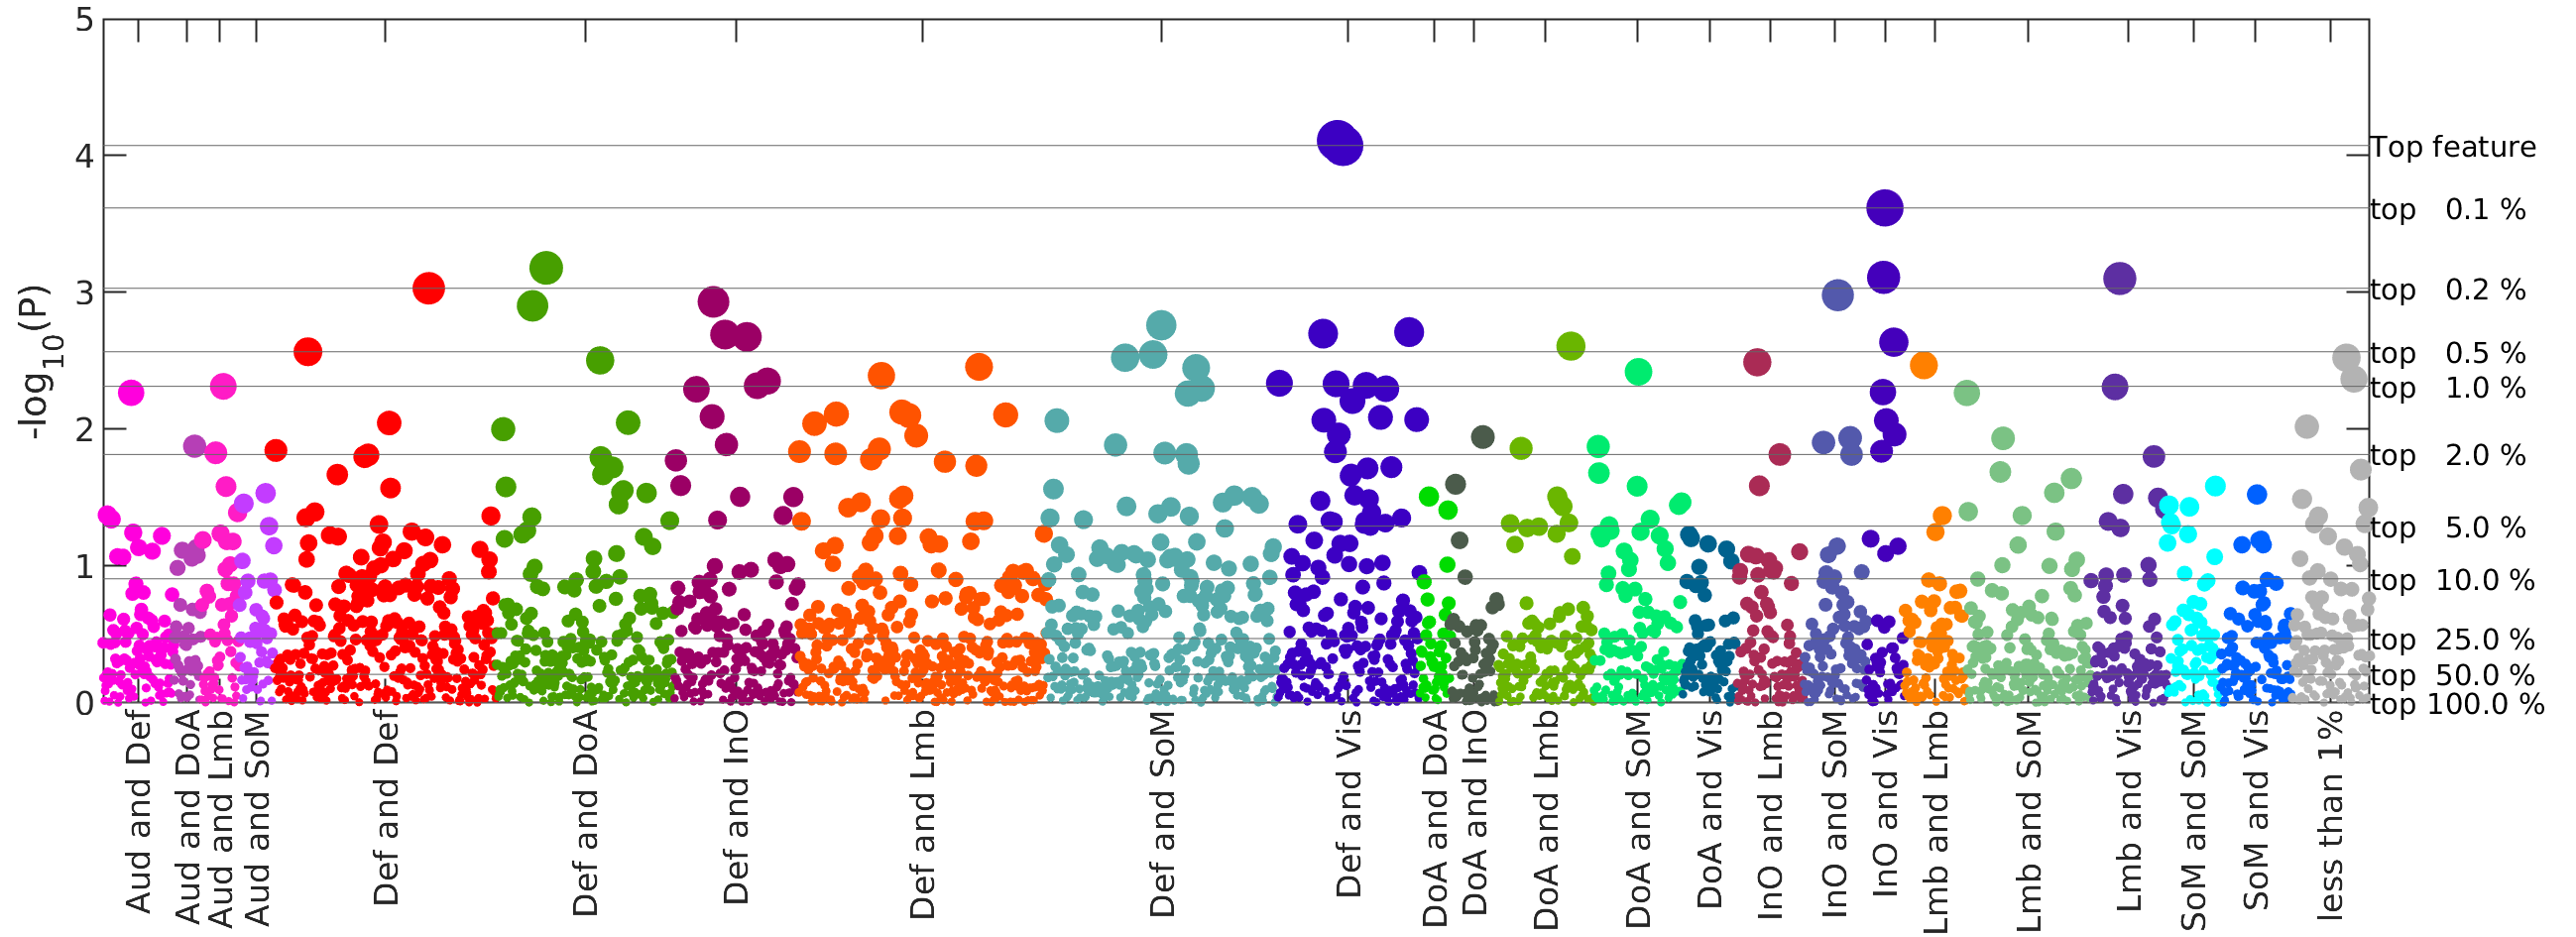 5
4
3
2
1
0
-log10(P)
Top feature
top 0.1 %
top 0.2 %
top 0.5 %
top 1.0 %
top 2.0 %
top 5.0 %
top 10.0 %
top 25.0 %
top 50.0 %
top 100.0 %
Aud and Def
Aud and DoA
Aud and Lmb
Aud and SoM
Def and Def
Def and DoA
Def and InO
Def and Lmb
Def and SoM
Def and Vis
DoA and DoA
DoA and InO
DoA and Lmb
DoA and SoM
DoA and Vis
InO and Lmb
InO and SoM
InO and Vis
Lmb and Lmb
Lmb and SoM
Lmb and Vis
SoM and SoM
SoM and Vis
less than 1%